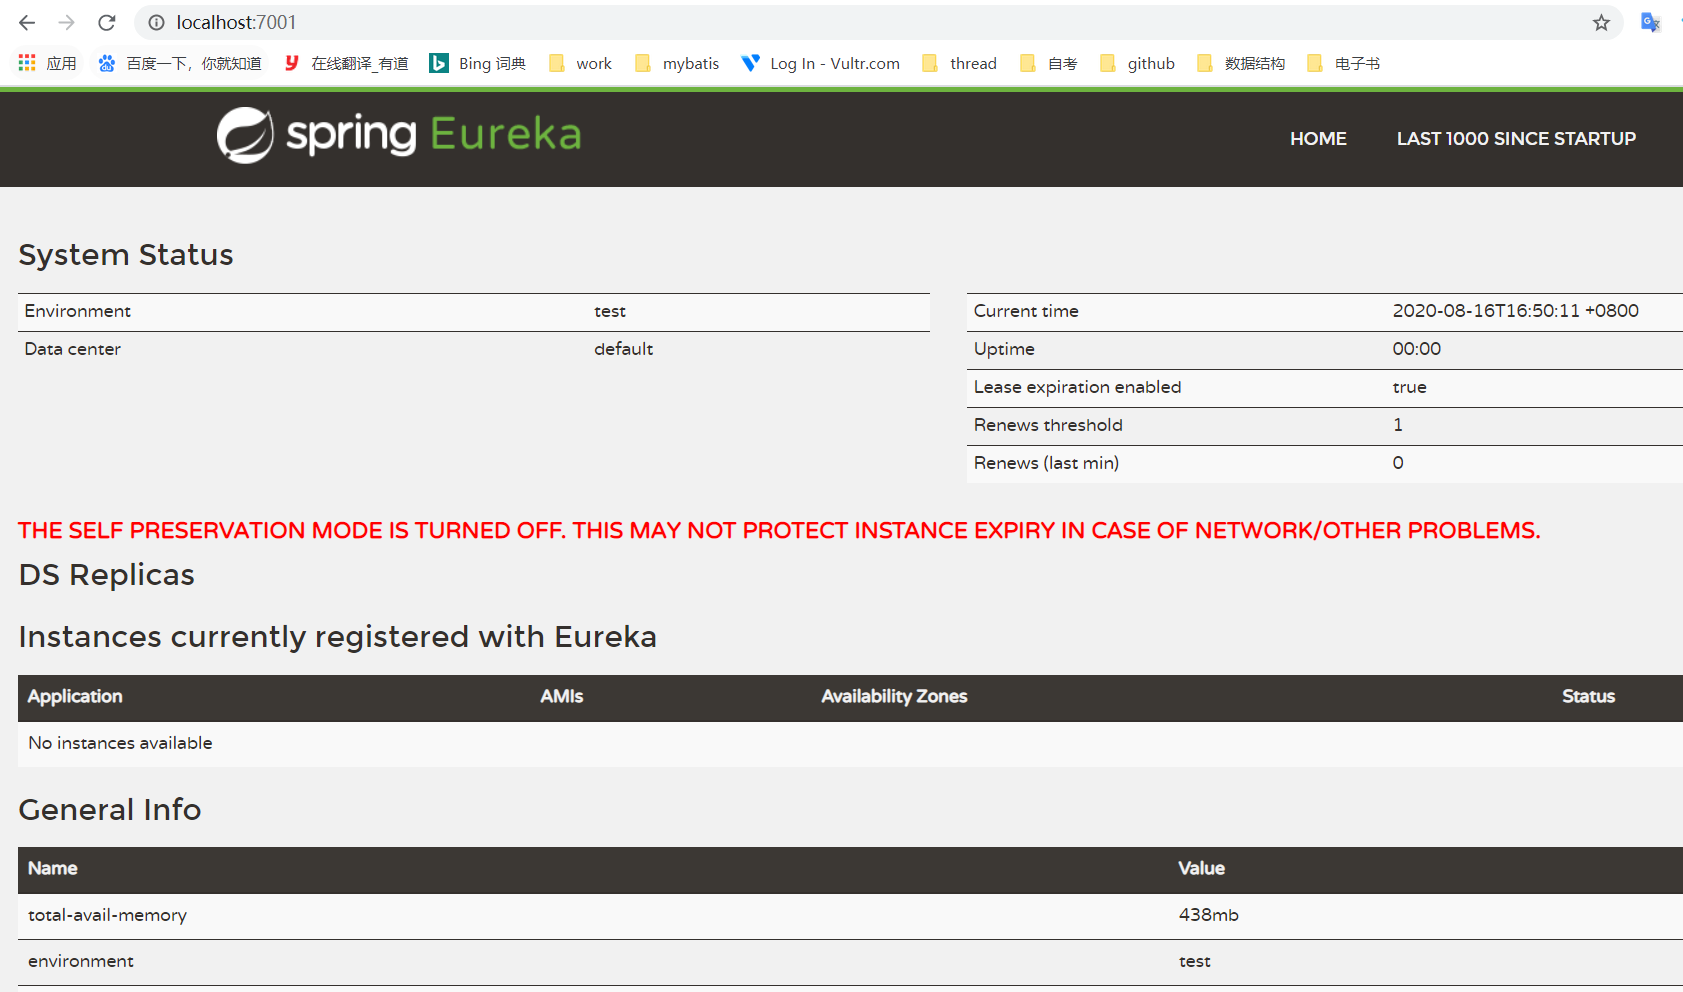 localhost:7001
应用 百度一下，你就知道 在线翻译_有道 Bing 词典 work mybatis Log In - Vultr.com thread 自考 github 数据结构 电子书
spring Eureka HOME LAST 1000 SINCE STARTUP
System Status
Environment test Current time 2020-08-16T16:50:11 +0800
Data center default Uptime 00:00
Lease expiration enabled true
Renews threshold 1
Renews (last min) 0
THE SELF PRESERVATION MODE IS TURNED OFF. THIS MAY NOT PROTECT INSTANCE EXPIRY IN CASE OF NETWORK/OTHER PROBLEMS.
DS Replicas
Instances currently registered with Eureka
Application AMIs Availability Zones Status
No instances available
General Info
Name Value
total-avail-memory 438mb
environment test